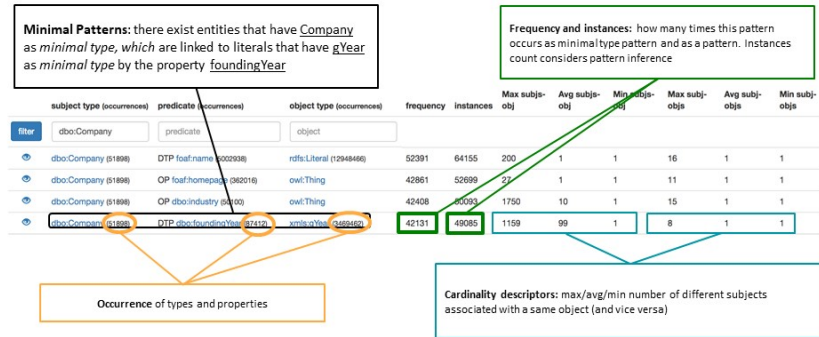 Minimal Patterns: there exist entities that have Company
as minimal type, which are linked to literals that have gYear
as minimal type by the property foundingYear
Frequency and instances: how many times this pattern
occurs as minimal type pattern and as a pattern. Instances
count considers pattern inference
subject type (occurrences) predicate (occurrences) object type (occurrences) frequency instances Max subjs-obj Avg subjs-obj Min subjs-obj Max subj-objs Avg subj-objs Min subj-objs
filter dbo:Company predicate object
dbo:Company (51898) DTP foaf:name (5002938) rdfs:Literal (12948466) 52391 64155 200 1 1 16 1 1
dbo:Company (51898) OP foaf:homepage (362016) owl:Thing 42861 52699 27 1 1 11 1 1
dbo:Company (51898) OP dbo:industry owl:Thing 42408 1750 10 1 15 1 1
dbo:Company (51898) DTP dbo:foundingYear xmls:gYear (3469462) 42131 49085 1159 99 1 8 1 1
Occurrence of types and properties
Cardinality descriptors: max/avg/min number of different subjects
associated with a same object (and vice versa)